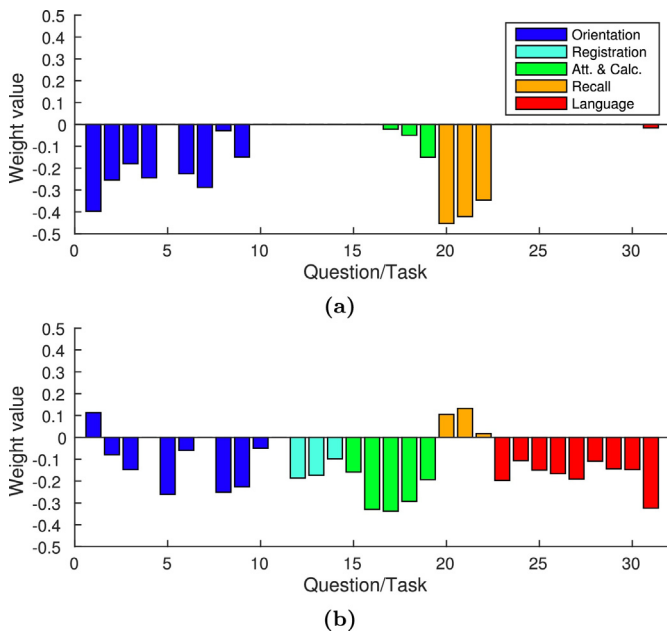 0.5
0.4
0.3
0.2
0.1
0
-0.1
-0.2
-0.3
-0.4
-0.5
Weight value
Orientation
Registration
Att. & Calc.
Recall
Language
0 5 10 15 20 25 30
Question/Task
(a)
0.5
0.4
0.3
0.2
0.1
0
-0.1
-0.2
-0.3
-0.4
-0.5
Weight value
0 5 10 15 20 25 30
Question/Task
(b)